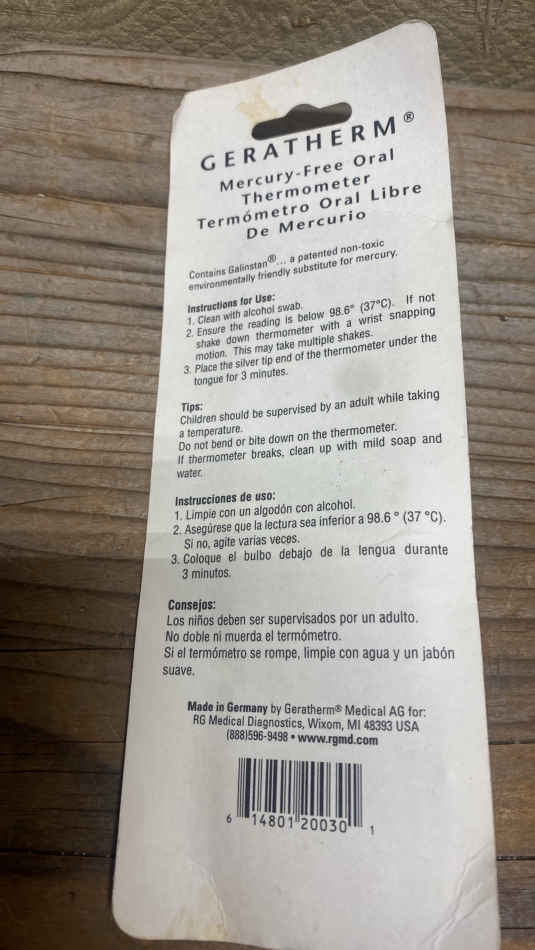 GERATHERM®
Mercury-Free Oral
Thermometer
Termómetro Oral Libre
De Mercurio
Contains Galinstan®... a patented non-toxic
environmentally friendly substitute for mercury.
Instructions for Use:
1. Clean with alcohol swab.
2. Ensure the reading is below 98.6° (37°C). If not
shake down thermometer with a wrist snapping
motion. This may take multiple shakes.
3. Place the silver tip end of the thermometer under the
tongue for 3 minutes.
Tips:
Children should be supervised by an adult while taking
a temperature.
Do not bend or bite down on the thermometer.
If thermometer breaks, clean up with mild soap and
water.
Instrucciones de uso:
1. Limpie con un algodón con alcohol.
2. Asegúrese que la lectura sea inferior a 98.6 ° (37 °C).
Si no, agite varias veces.
3. Coloque el bulbo debajo de la lengua durante
3 minutos.
Consejos:
Los niños deben ser supervisados por un adulto.
No doble ni muerda el termómetro.
Si el termómetro se rompe, limpie con agua y un jabón
suave.
Made in Germany by Geratherm® Medical AG for:
RG Medical Diagnostics, Wixom, MI 48393 USA
(888)596-9498 • www.rgmd.com
6 14801 20030 1